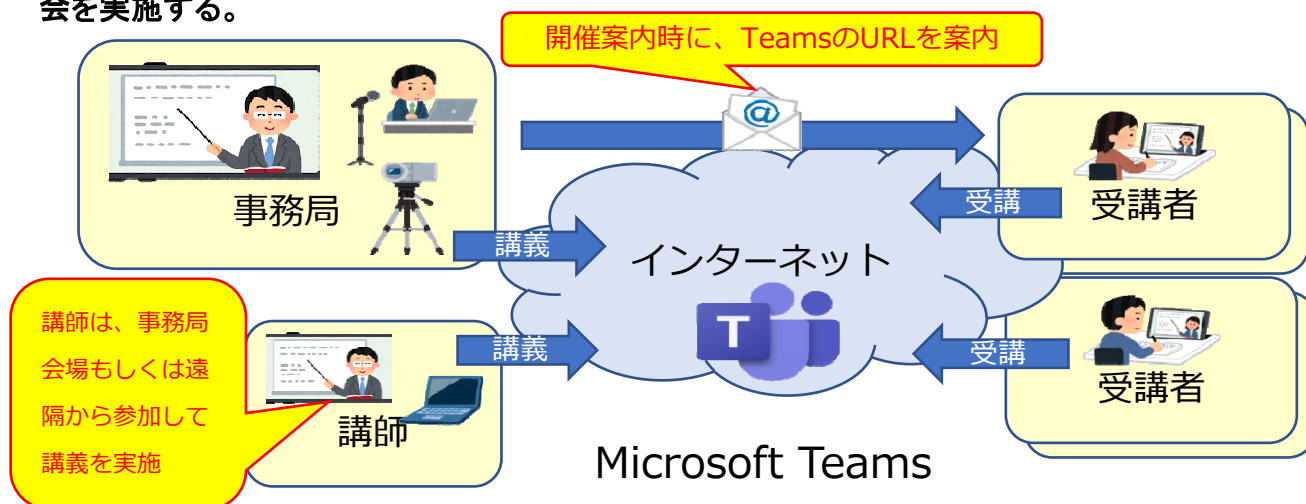 会を実施する。
開催案内時に、TeamsのURLを案内
事務局
講義
受講
受講者
インターネット
講師は、事務局
会場もしくは遠
隔から参加して
講義を実施
講義
T
受講
受講者
講師
Microsoft Teams